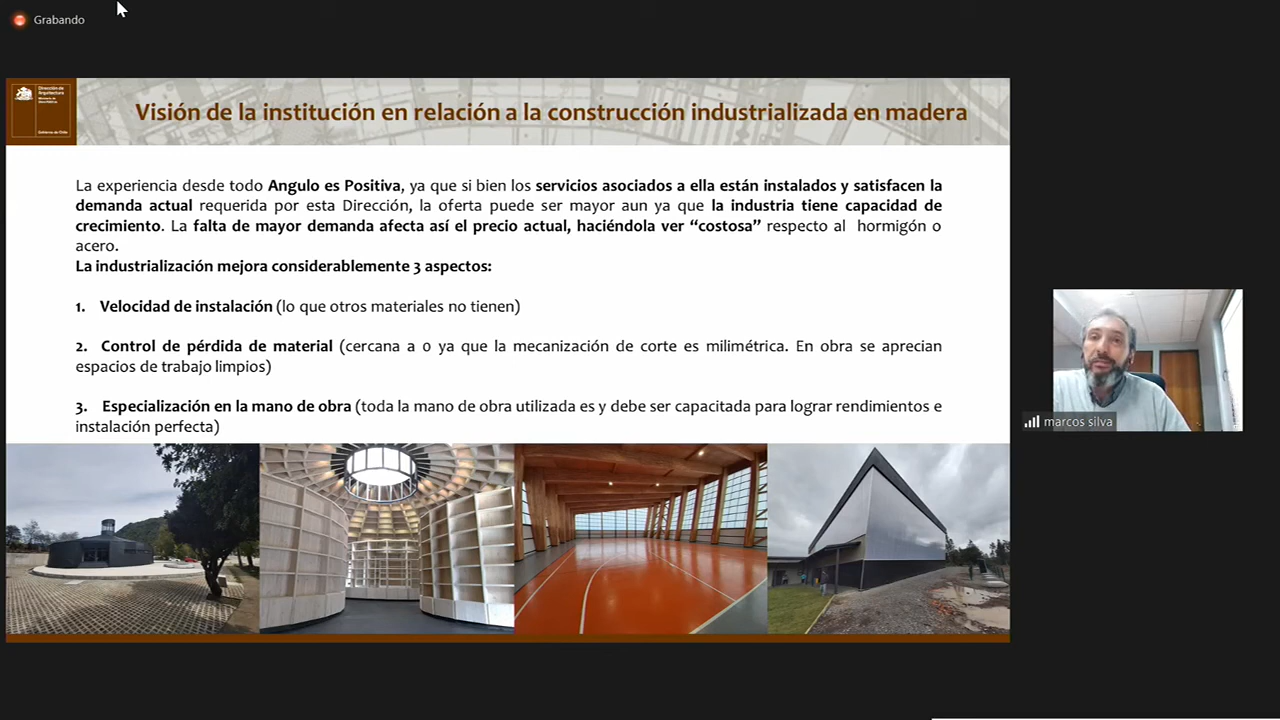 Grabando
Dirección de
Arquitectura
Gobierno de Chile
Visión de la institución en relación a la construcción industrializada en madera
La experiencia desde todo Angulo es Positiva, ya que si bien los servicios asociados a ella están instalados y satisfacen la
demanda actual requerida por esta Dirección, la oferta puede ser mayor aun ya que la industria tiene capacidad de
crecimiento. La falta de mayor demanda afecta así el precio actual, haciéndola ver “costosa” respecto al hormigón o
acero.
La industrialización mejora considerablemente 3 aspectos:
1. Velocidad de instalación (lo que otros materiales no tienen)
2. Control de pérdida de material (cercana a 0 ya que la mecanización de corte es milimétrica. En obra se aprecian
espacios de trabajo limpios)
3. Especialización en la mano de obra (toda la mano de obra utilizada es y debe ser capacitada para lograr rendimientos e
instalación perfecta)
marcos silva